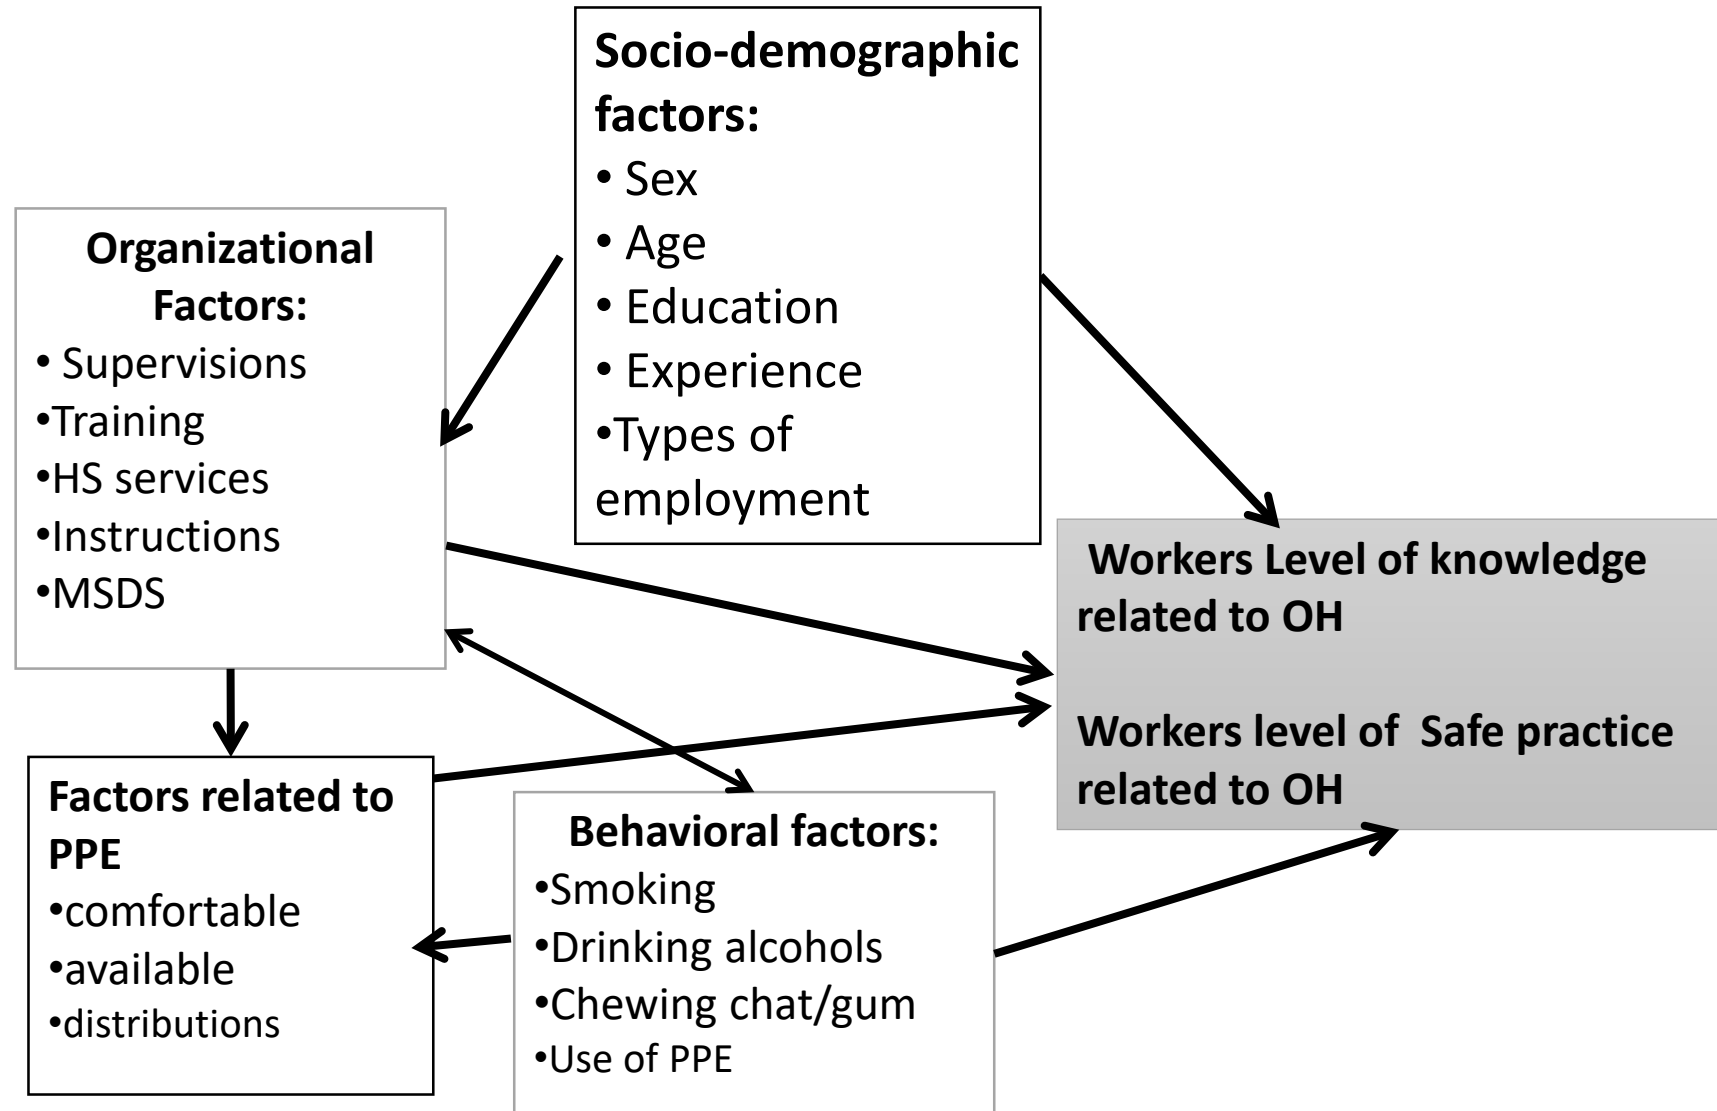 Socio-demographic
factors:
• Sex
• Age
• Education
• Experience
•Types of
employment
Organizational
Factors:
• Supervisions
•Training
•HS services
•Instructions
•MSDS
Workers Level of knowledge
related to OH
Workers level of  Safe practice
related to OH
Factors related to
PPE
•comfortable
•available
•distributions
Behavioral factors:
•Smoking
•Drinking alcohols
•Chewing chat/gum
•Use of PPE